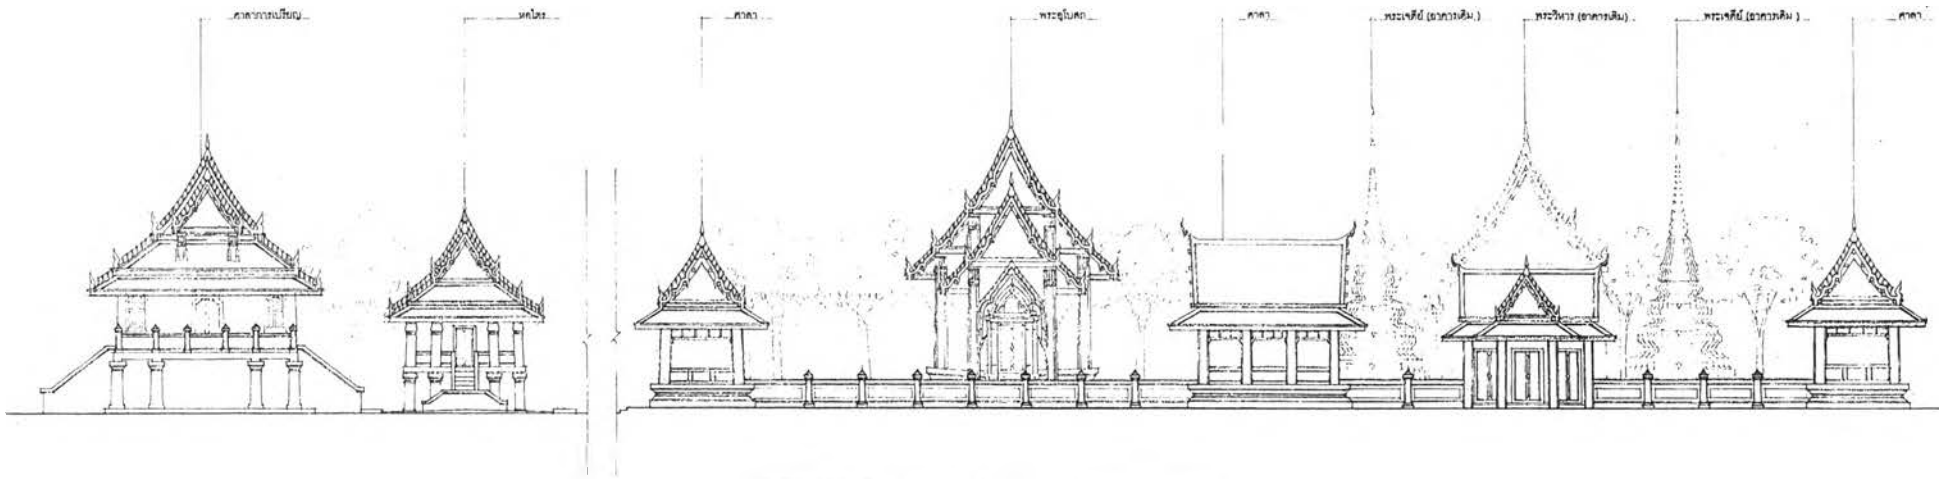 ศาลาการเปรียญ
หอไตร
ศาลา
พระอุโบสถ
ศาลา
พระเจดีย์ (อาคารเดิม)
พระวิหาร (อาคารเดิม)
พระเจดีย์ (อาคารเดิม)
ศาลา